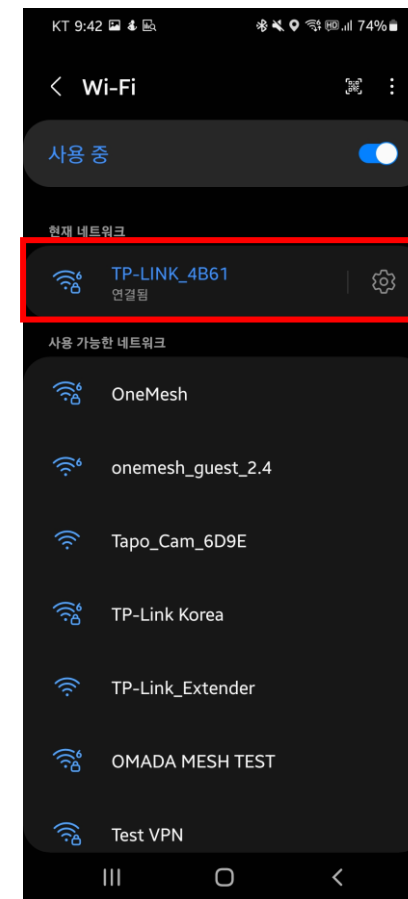 KT 9:42 74%
Wi-Fi
사용 중
현재 네트워크
TP-LINK_4B61
연결됨
사용 가능한 네트워크
OneMesh
onemesh_guest_2.4
Tapo_Cam_6D9E
TP-Link Korea
TP-Link_Extender
OMADA MESH TEST
Test VPN